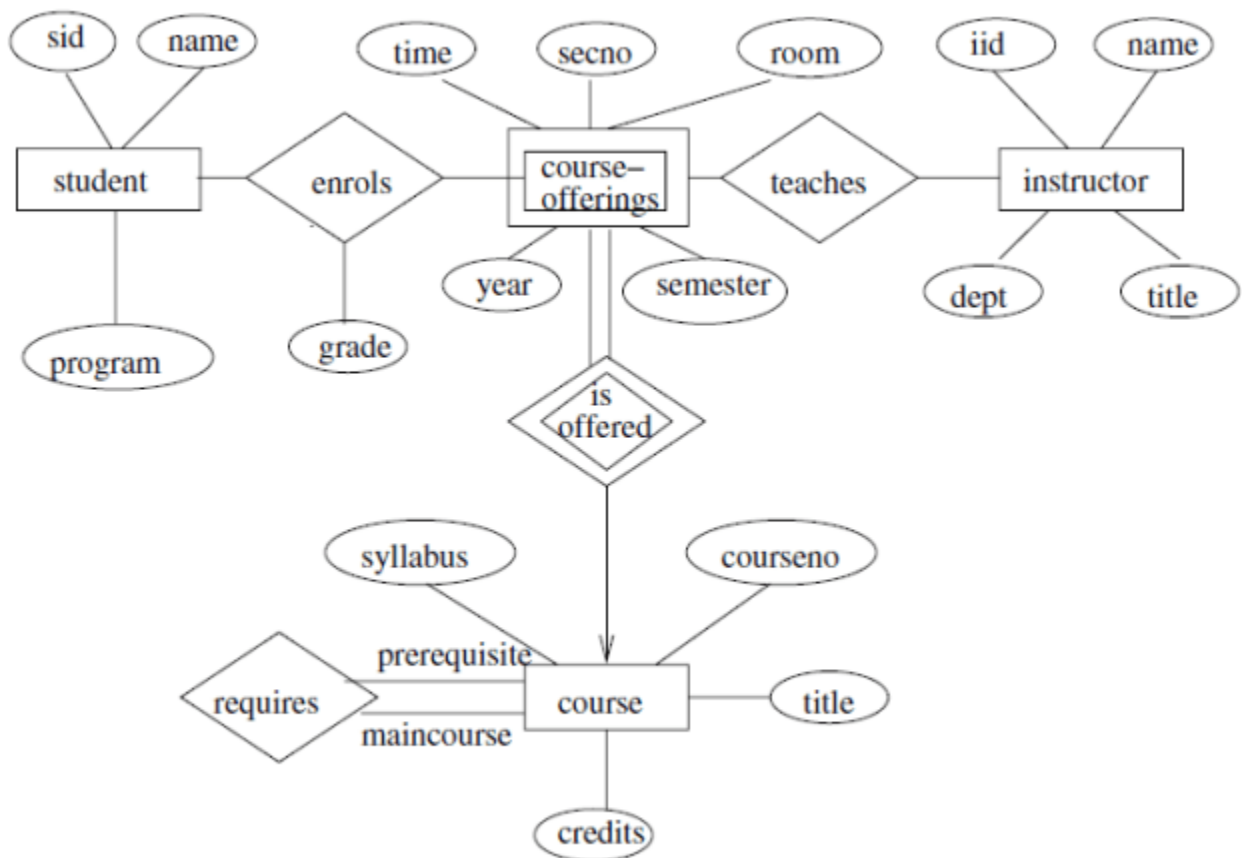 sid
name
time
secno
room
iid
name
student
enrols
course–
offerings
teaches
instructor
year
semester
dept
title
program
grade
is
offered
syllabus
courseno
prerequisite
requires
course
title
maincourse
credits